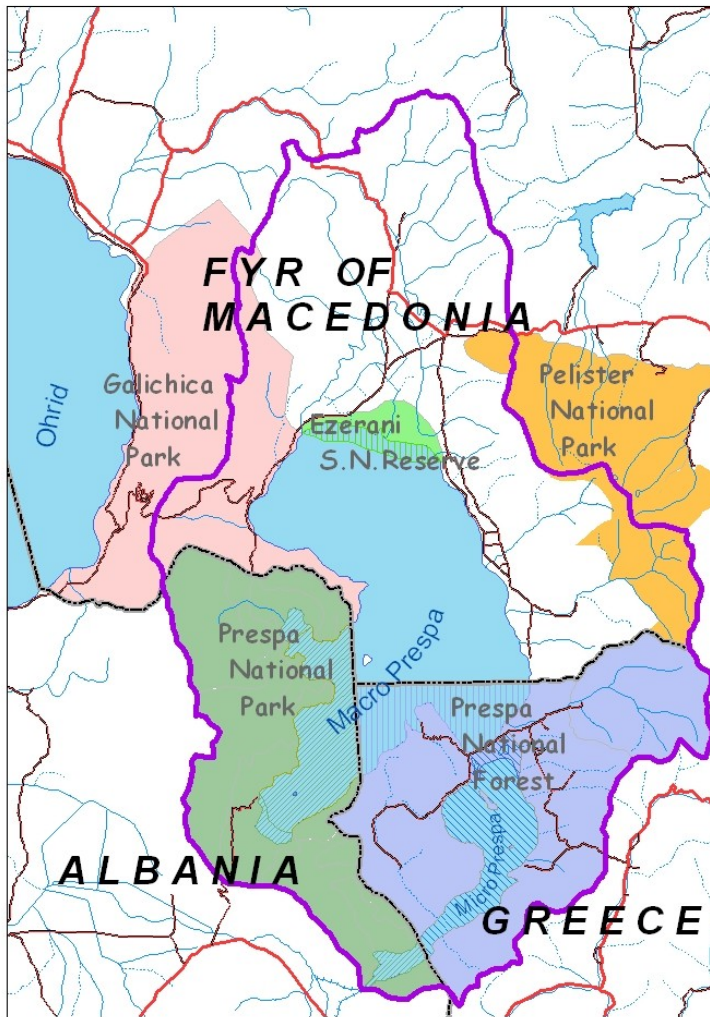 FYR OF
MACEDONIA
Galichica
National
Park
Ohrid
Pelister
National
Park
Ezerani
S.N.Reserve
Prespa
National
Park
Macro Prespa
Prespa
National
Forest
Micro Prespa
ALBANIA
GREECE